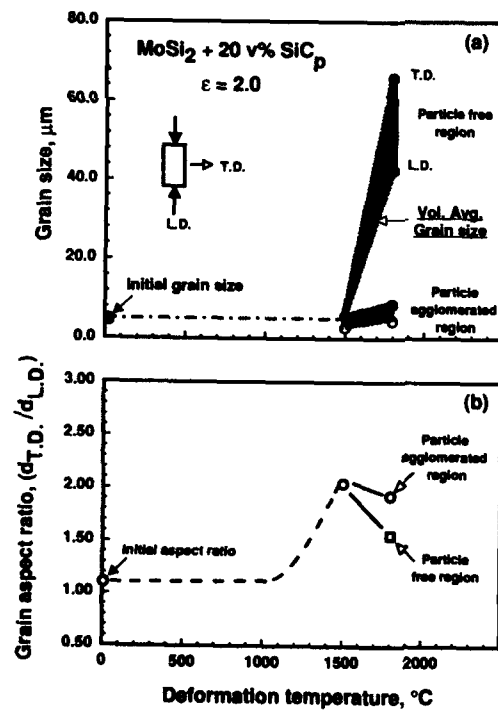 80.0
60.0
40.0
20.0
0.0
Grain size, μm
(a)
MoSi2 + 20 v% SiCp
ε = 2.0
T.D.
L.D.
T.D.
Particle free
region
L.D.
Vol. Avg.
Grain size
Initial grain size
Particle
agglomerated
region
3.00
2.50
2.00
1.50
1.00
0.50
Grain aspect ratio, (dT.D. /dL.D.)
(b)
Particle
agglomerated
region
Initial aspect ratio
Particle
free region
0
500
1000
1500
2000
Deformation temperature, °C